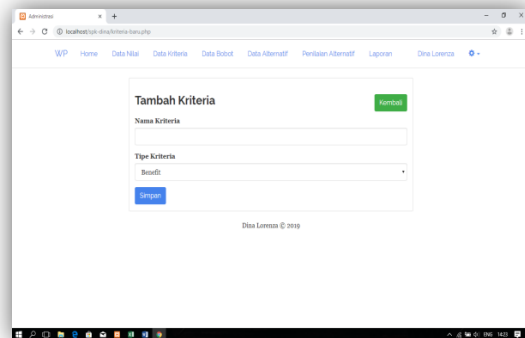 Administrasi
localhost/spk-dina/kriteria-baru.php
WP Home Data Nilai Data Kriteria Data Bobot Data Alternatif Penilaian Alternatif Laporan Dina Lorenza
Tambah Kriteria
Kembali
Nama Kriteria
Tipe Kriteria
Benefit
Simpan
Dina Lorenza © 2019
ENG 1423